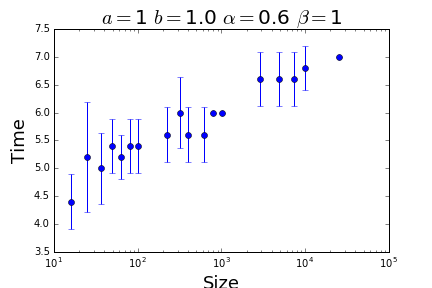 a = 1 b = 1.0 α = 0.6 β = 1
7.5
7.0
6.5
6.0
5.5
5.0
4.5
4.0
3.5
Time
10¹ 10² 10³ 10⁴ 10⁵
Size